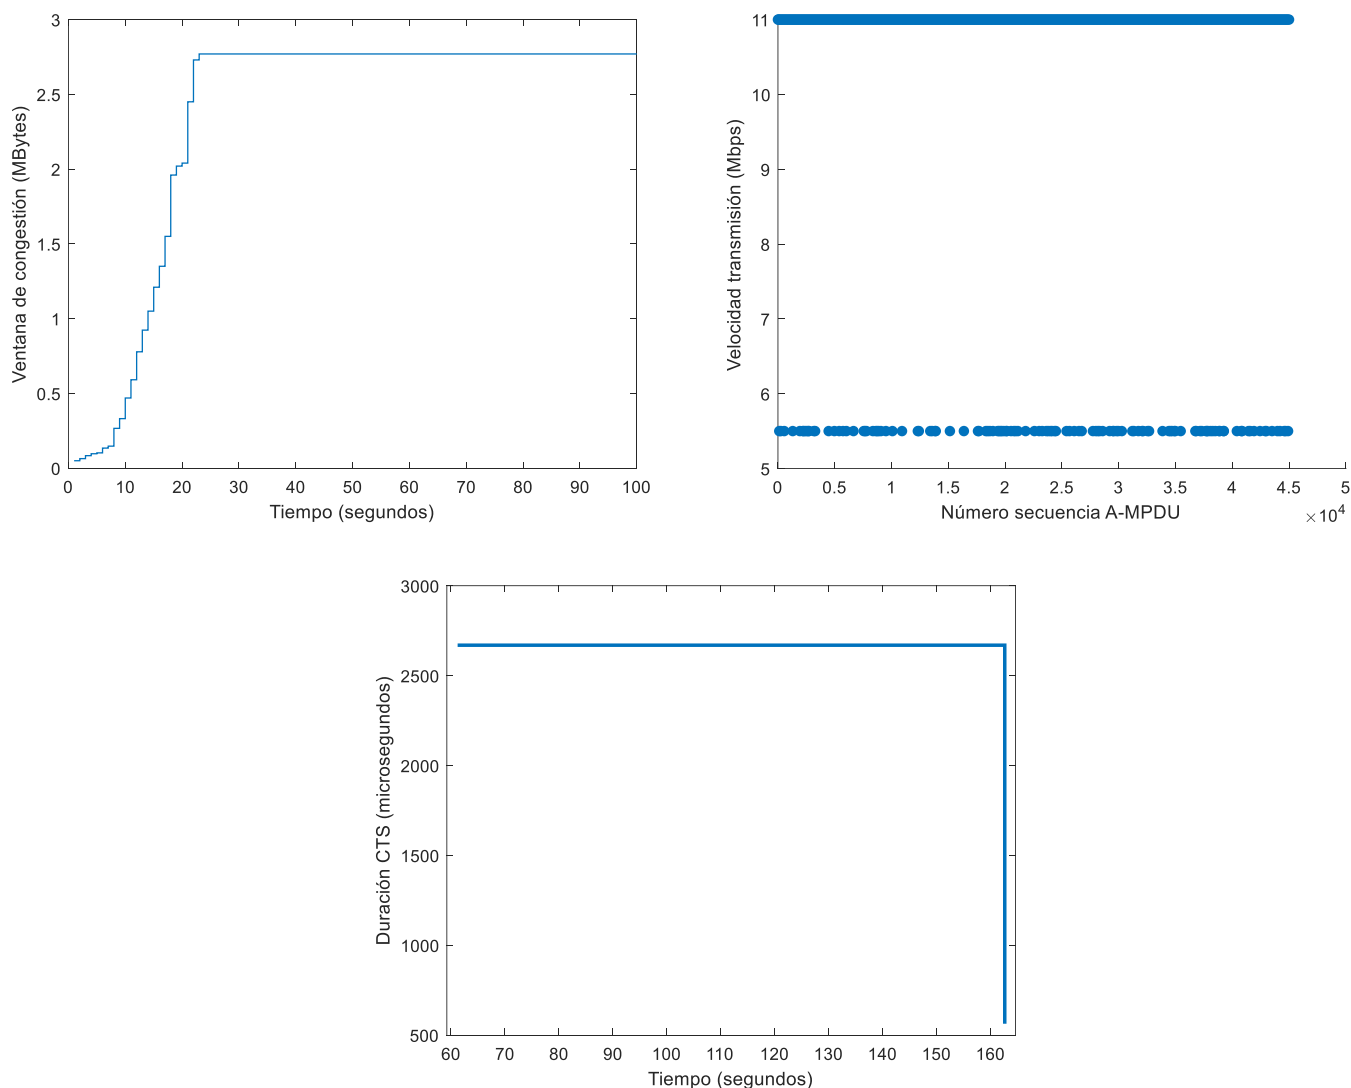 3
2.5
2
1.5
1
0.5
0
0 10 20 30 40 50 60 70 80 90 100
Ventana de congestión (MBytes)
Tiempo (segundos)
11
10
9
8
7
6
5
0 0.5 1 1.5 2 2.5 3 3.5 4 4.5 5
×10⁴
Velocidad transmisión (Mbps)
Número secuencia A-MPDU
3000
2500
2000
1500
1000
500
60 70 80 90 100 110 120 130 140 150 160
Duración CTS (microsegundos)
Tiempo (segundos)